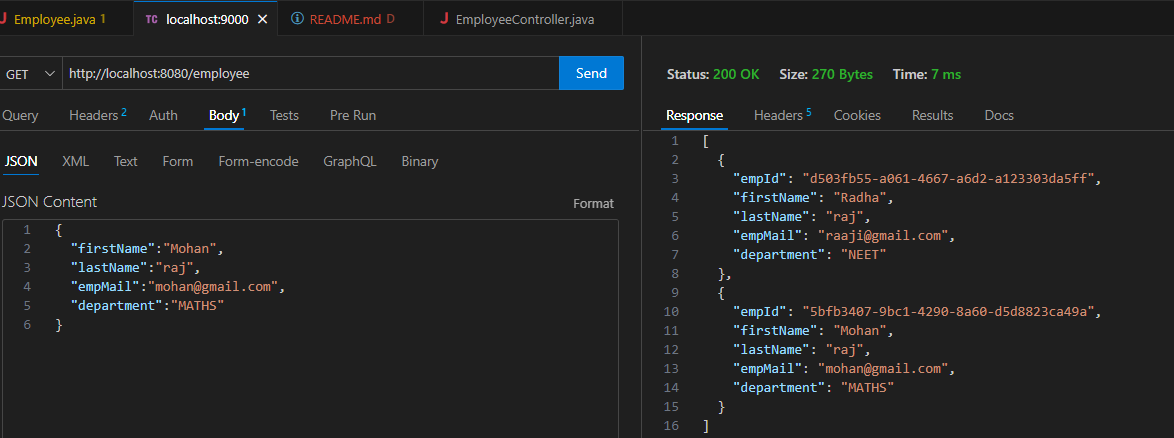 J Employee.java 1 TC localhost:9000 ✕ ⓘ README.md D J EmployeeController.java
GET http://localhost:8080/employee Send
Query Headers 2 Auth Body 1 Tests Pre Run
JSON XML Text Form Form-encode GraphQL Binary
JSON Content Format
1 {
2 "firstName":"Mohan",
3 "lastName":"raj",
4 "empMail":"mohan@gmail.com",
5 "department":"MATHS"
6 }
Status: 200 OK Size: 270 Bytes Time: 7 ms
Response Headers 5 Cookies Results Docs
1 [
2 {
3 "empId": "d503fb55-a061-4667-a6d2-a123303da5ff",
4 "firstName": "Radha",
5 "lastName": "raj",
6 "empMail": "raaji@gmail.com",
7 "department": "NEET"
8 },
9 {
10 "empId": "5bfb3407-9bc1-4290-8a60-d5d8823ca49a",
11 "firstName": "Mohan",
12 "lastName": "raj",
13 "empMail": "mohan@gmail.com",
14 "department": "MATHS"
15 }
16 ]